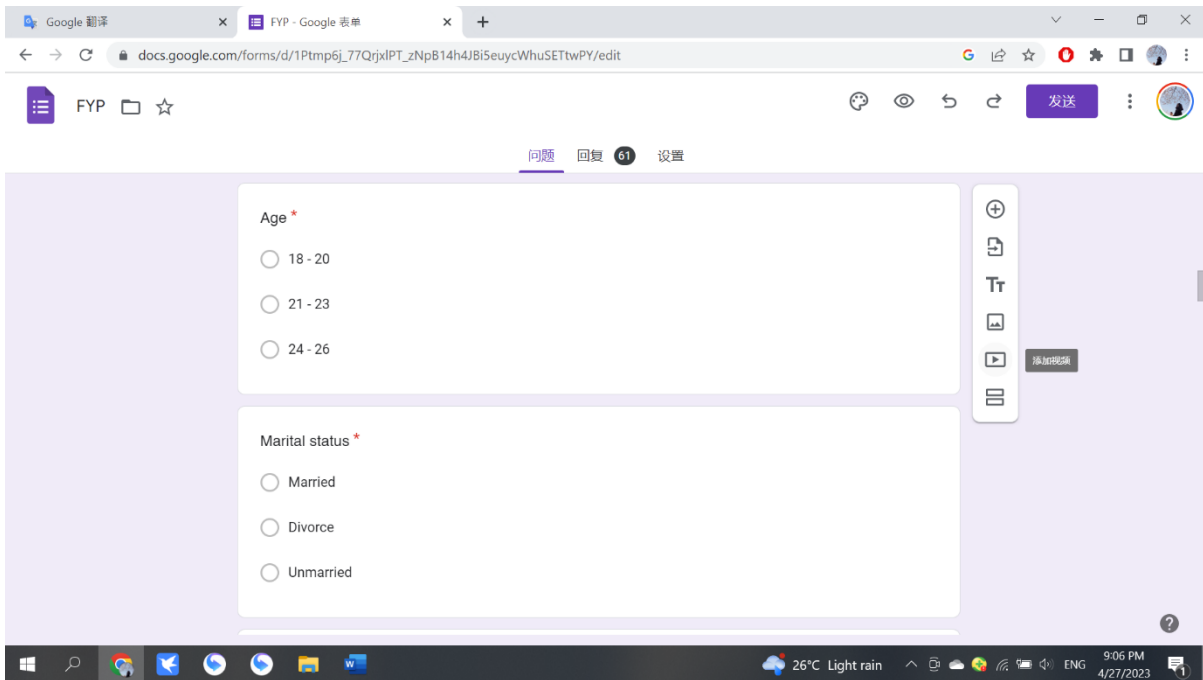 Google 翻译
FYP - Google 表单
docs.google.com/forms/d/1Ptmp6j_77QrjxlPT_zNpB14h4JBi5euycWhuSETtwPY/edit
FYP
发送
问题 回复 61 设置
Age *
18 - 20
21 - 23
24 - 26
Tт
添加视频
Marital status *
Married
Divorce
Unmarried
26°C Light rain
ENG
9:06 PM
4/27/2023
1